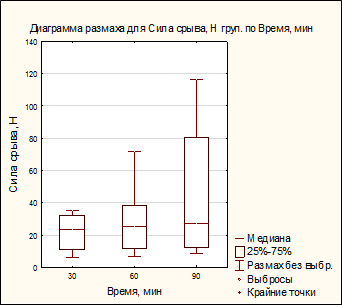 Диаграмма размаха для Сила срыва, Н груп. по Время, мин
140
120
100
80
60
40
20
0
Сила срыва, Н
30
60
90
Время, мин
Медиана
25%-75%
Размах без выбр.
Выбросы
Крайние точки